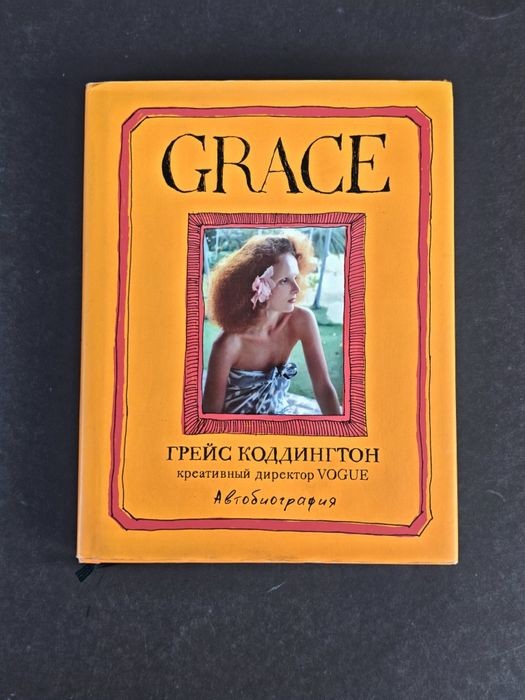 GRACE
ГРЕЙС КОДДИНГТОН
креативный директор VOGUE
Автобиография